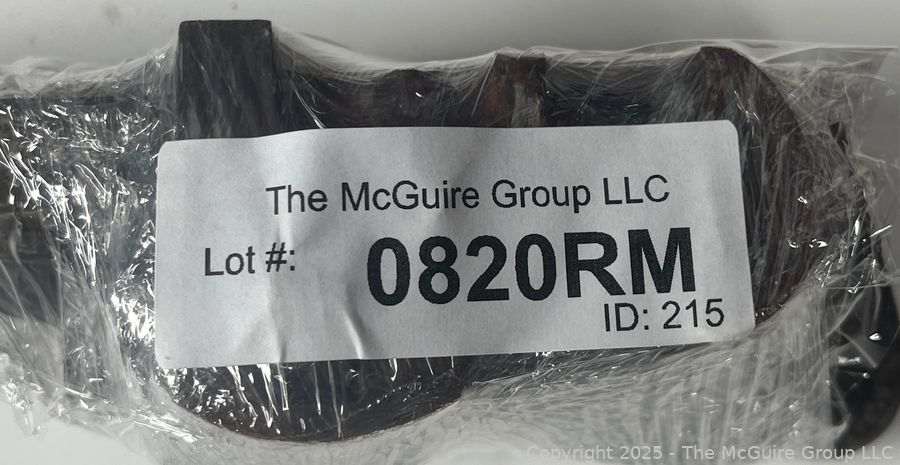 The McGuire Group LLC
Lot #: 0820RM
ID: 215
Copyright 2025 - The McGuire Group LLC